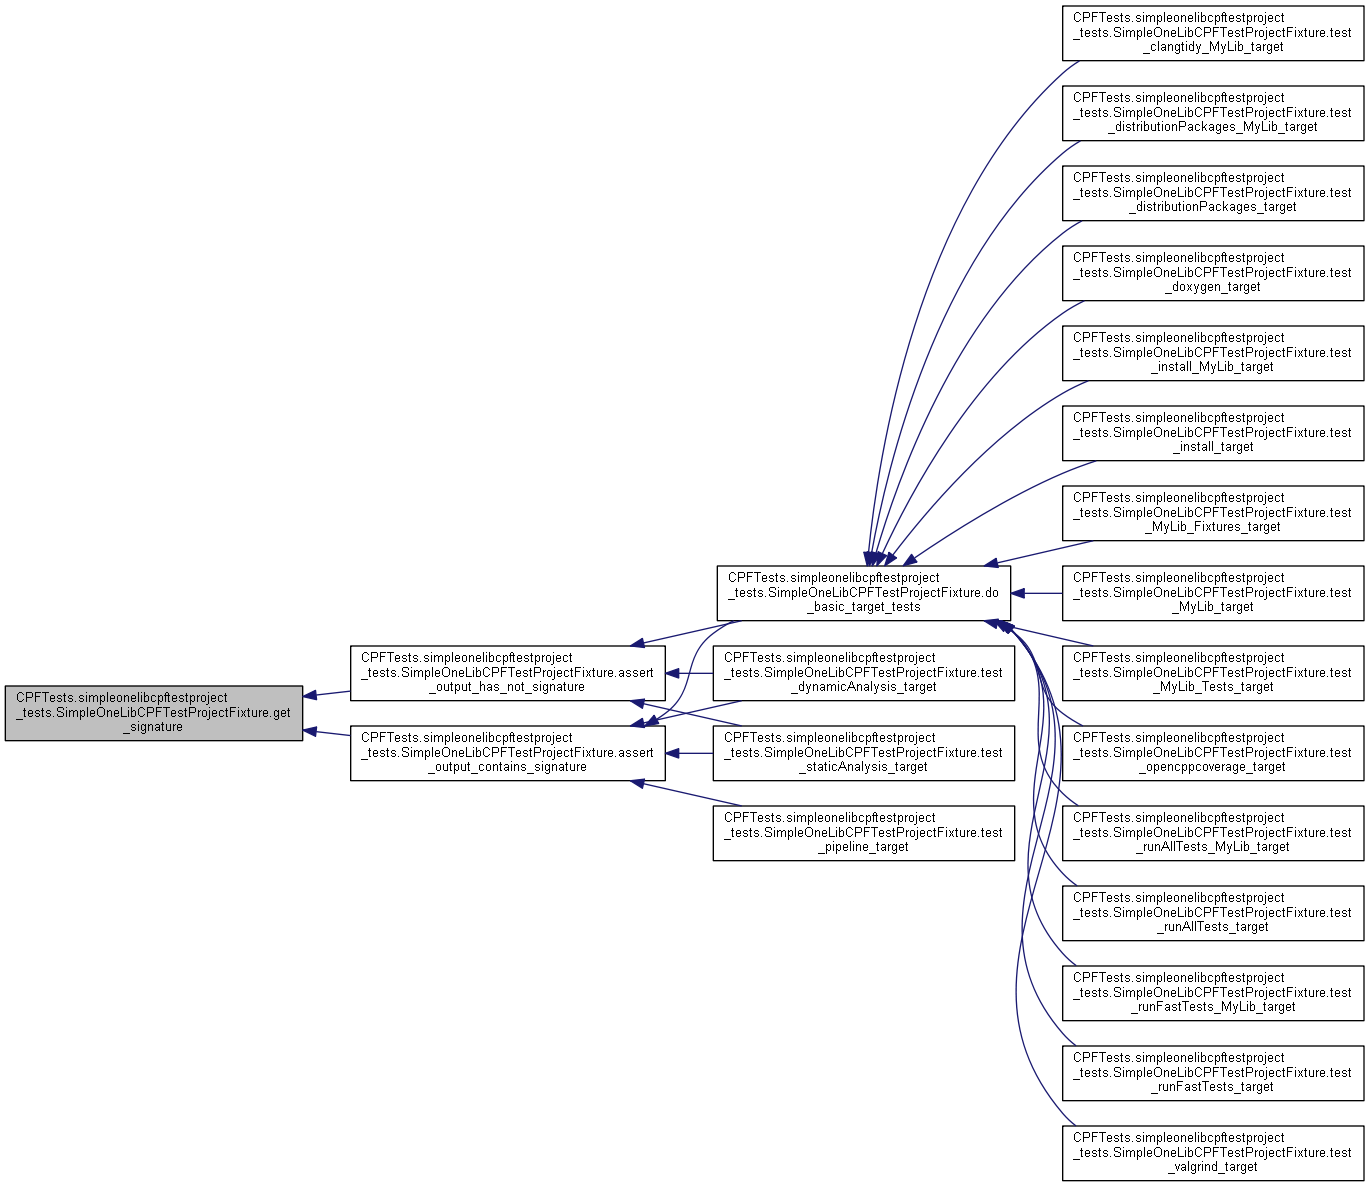 CPFTests.simpleonelibcpftestproject
_tests.SimpleOneLibCPFTestProjectFixture.get
_signature
CPFTests.simpleonelibcpftestproject
_tests.SimpleOneLibCPFTestProjectFixture.assert
_output_has_not_signature
CPFTests.simpleonelibcpftestproject
_tests.SimpleOneLibCPFTestProjectFixture.assert
_output_contains_signature
CPFTests.simpleonelibcpftestproject
_tests.SimpleOneLibCPFTestProjectFixture.do
_basic_target_tests
CPFTests.simpleonelibcpftestproject
_tests.SimpleOneLibCPFTestProjectFixture.test
_dynamicAnalysis_target
CPFTests.simpleonelibcpftestproject
_tests.SimpleOneLibCPFTestProjectFixture.test
_staticAnalysis_target
CPFTests.simpleonelibcpftestproject
_tests.SimpleOneLibCPFTestProjectFixture.test
_pipeline_target
CPFTests.simpleonelibcpftestproject
_tests.SimpleOneLibCPFTestProjectFixture.test
_clangtidy_MyLib_target
CPFTests.simpleonelibcpftestproject
_tests.SimpleOneLibCPFTestProjectFixture.test
_distributionPackages_MyLib_target
CPFTests.simpleonelibcpftestproject
_tests.SimpleOneLibCPFTestProjectFixture.test
_distributionPackages_target
CPFTests.simpleonelibcpftestproject
_tests.SimpleOneLibCPFTestProjectFixture.test
_doxygen_target
CPFTests.simpleonelibcpftestproject
_tests.SimpleOneLibCPFTestProjectFixture.test
_install_MyLib_target
CPFTests.simpleonelibcpftestproject
_tests.SimpleOneLibCPFTestProjectFixture.test
_install_target
CPFTests.simpleonelibcpftestproject
_tests.SimpleOneLibCPFTestProjectFixture.test
_MyLib_Fixtures_target
CPFTests.simpleonelibcpftestproject
_tests.SimpleOneLibCPFTestProjectFixture.test
_MyLib_target
CPFTests.simpleonelibcpftestproject
_tests.SimpleOneLibCPFTestProjectFixture.test
_MyLib_Tests_target
CPFTests.simpleonelibcpftestproject
_tests.SimpleOneLibCPFTestProjectFixture.test
_opencppcoverage_target
CPFTests.simpleonelibcpftestproject
_tests.SimpleOneLibCPFTestProjectFixture.test
_runAllTests_MyLib_target
CPFTests.simpleonelibcpftestproject
_tests.SimpleOneLibCPFTestProjectFixture.test
_runAllTests_target
CPFTests.simpleonelibcpftestproject
_tests.SimpleOneLibCPFTestProjectFixture.test
_runFastTests_MyLib_target
CPFTests.simpleonelibcpftestproject
_tests.SimpleOneLibCPFTestProjectFixture.test
_runFastTests_target
CPFTests.simpleonelibcpftestproject
_tests.SimpleOneLibCPFTestProjectFixture.test
_valgrind_target